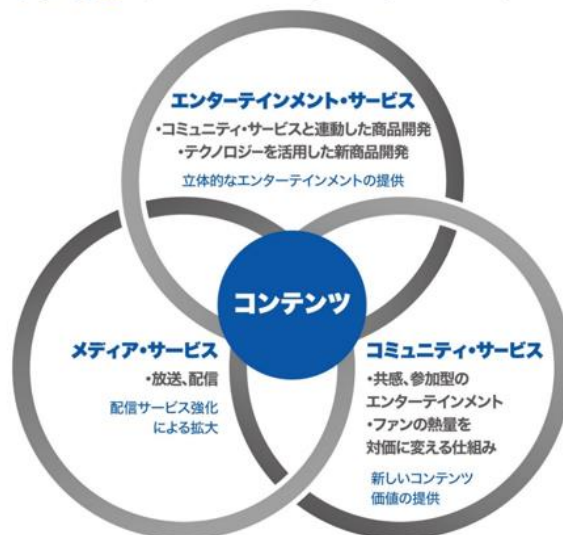 エンターテインメント・サービス
・コミュニティ・サービスと連動した商品開発
・テクノロジーを活用した新商品開発
立体的なエンターテインメントの提供
コンテンツ
メディア・サービス
・放送、配信
配信サービス強化
による拡大
コミュニティ・サービス
・共感、参加型の
エンターテインメント
・ファンの熱量を
対価に変える仕組み
新しいコンテンツ
価値の提供